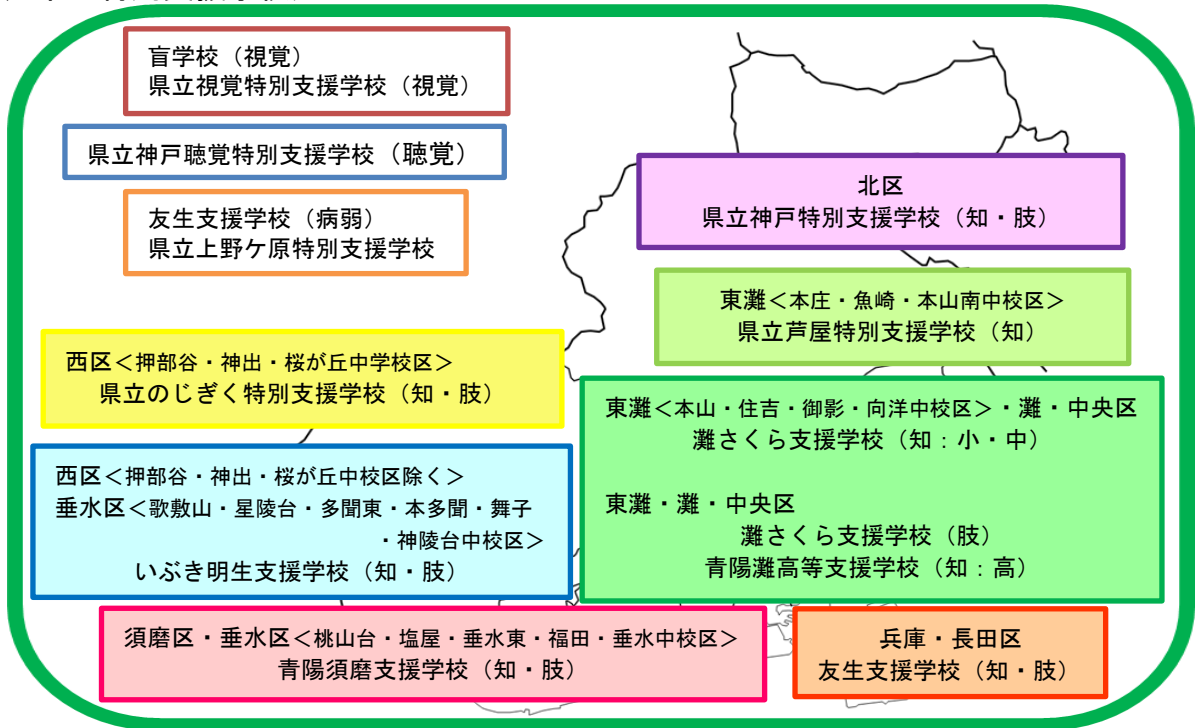 盲学校（視覚）
県立視覚特別支援学校（視覚）
県立神戸聴覚特別支援学校（聴覚）
友生支援学校（病弱）
県立上野ケ原特別支援学校
北区
県立神戸特別支援学校（知・肢）
東灘＜本庄・魚崎・本山南中校区＞
県立芦屋特別支援学校（知）
西区＜押部谷・神出・桜が丘中学校区＞
県立のじぎく特別支援学校（知・肢）
東灘＜本山・住吉・御影・向洋中校区＞・灘・中央区
灘さくら支援学校（知：小・中）
東灘・灘・中央区
灘さくら支援学校（肢）
青陽灘高等支援学校（知：高）
西区＜押部谷・神出・桜が丘中校区除く＞
垂水区＜歌敷山・星陵台・多聞東・本多聞・舞子
・神陵台中校区＞
いぶき明生支援学校（知・肢）
須磨区・垂水区＜桃山台・塩屋・垂水東・福田・垂水中校区＞
青陽須磨支援学校（知・肢）
兵庫・長田区
友生支援学校（知・肢）